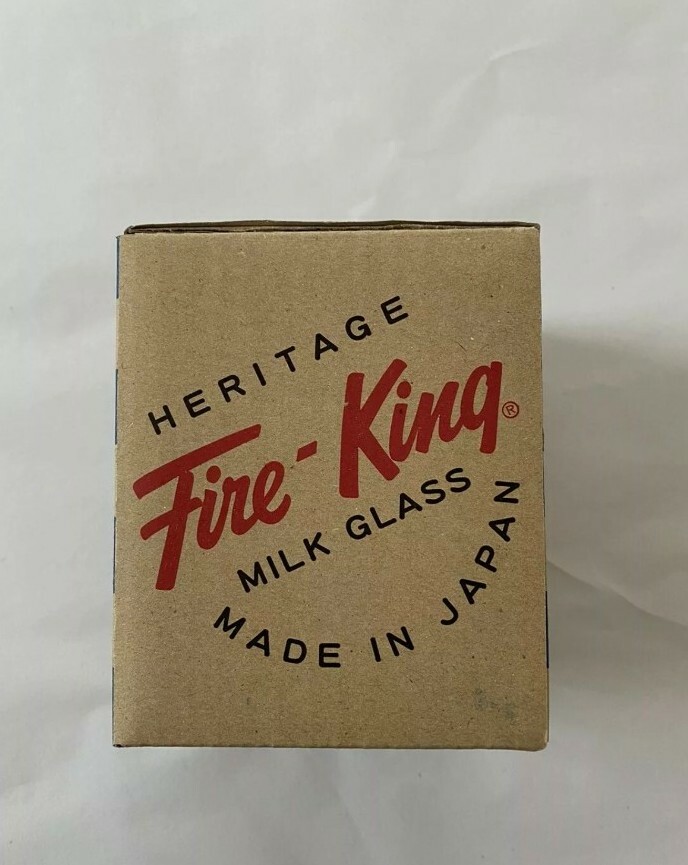 HERITAGE
Fire-King®
MILK GLASS
MADE IN JAPAN